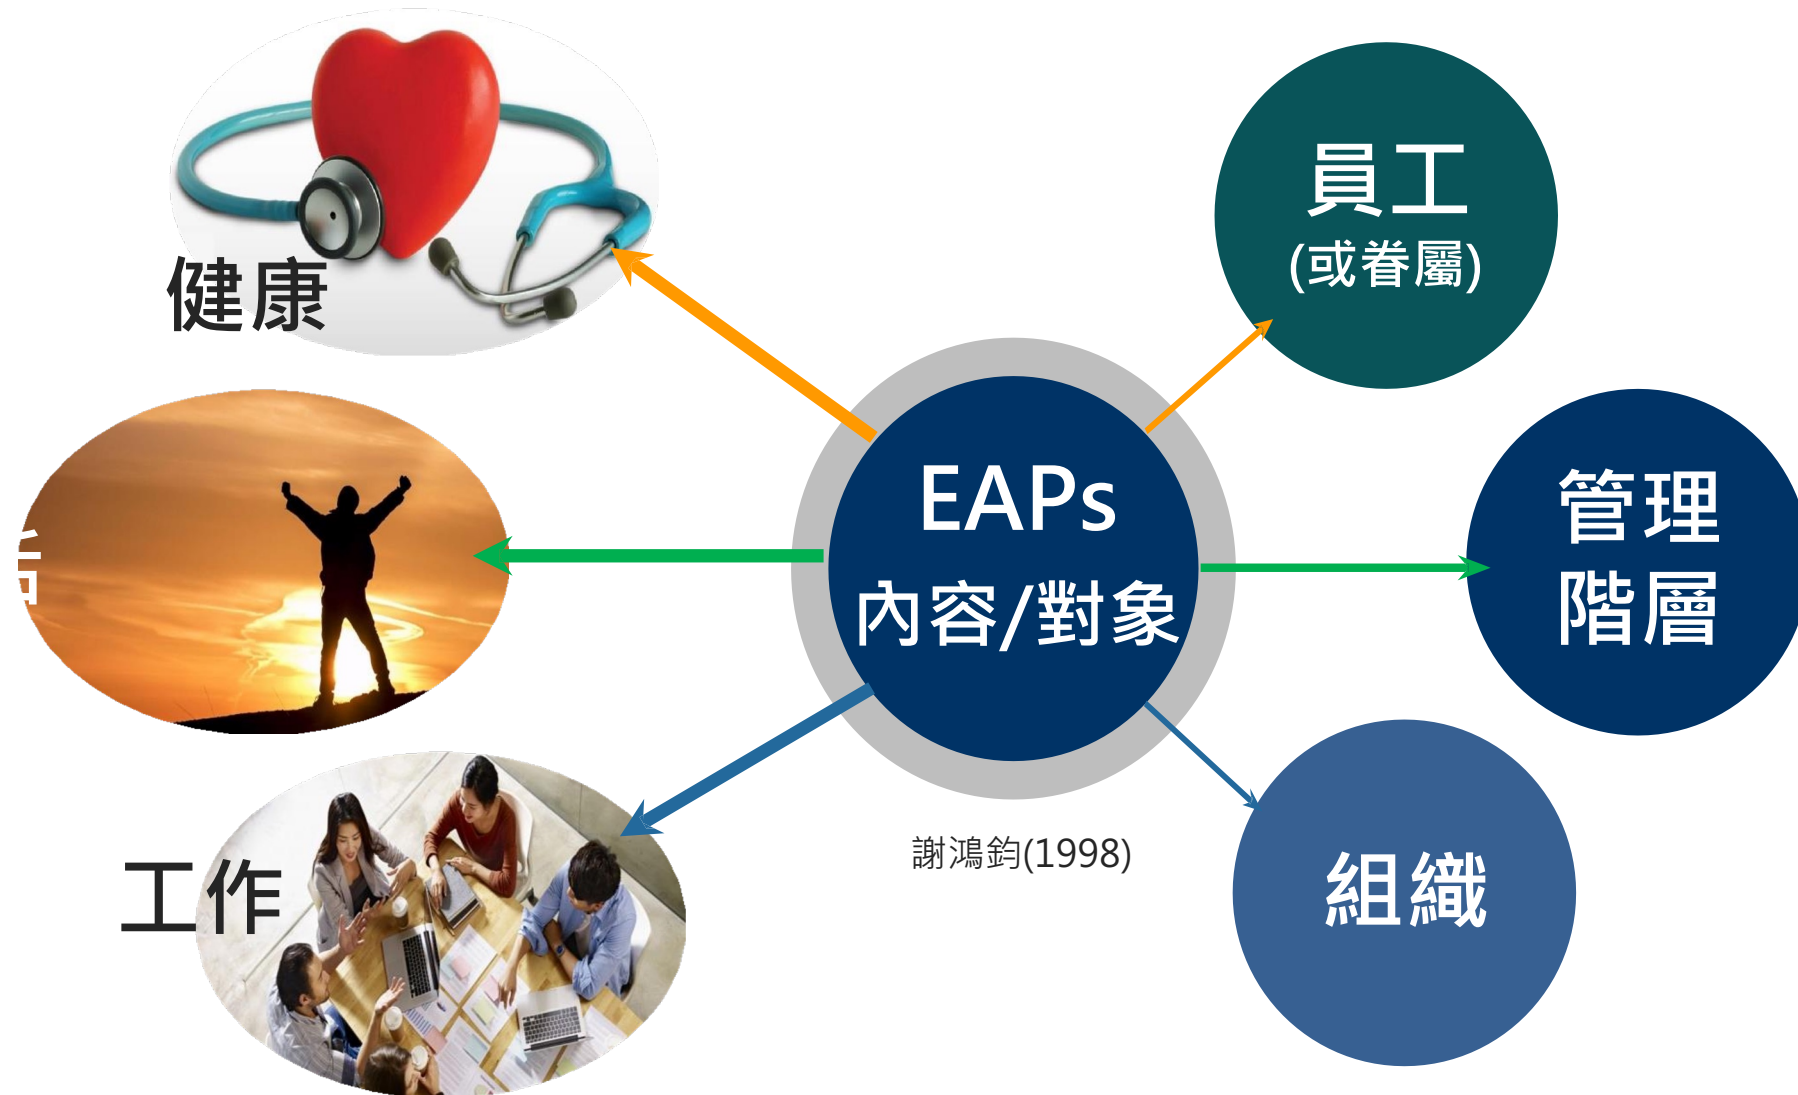 健康
員工
(或眷屬)
EAPs
內容/對象
管理
階層
工作
謝鴻鈞(1998)
組織